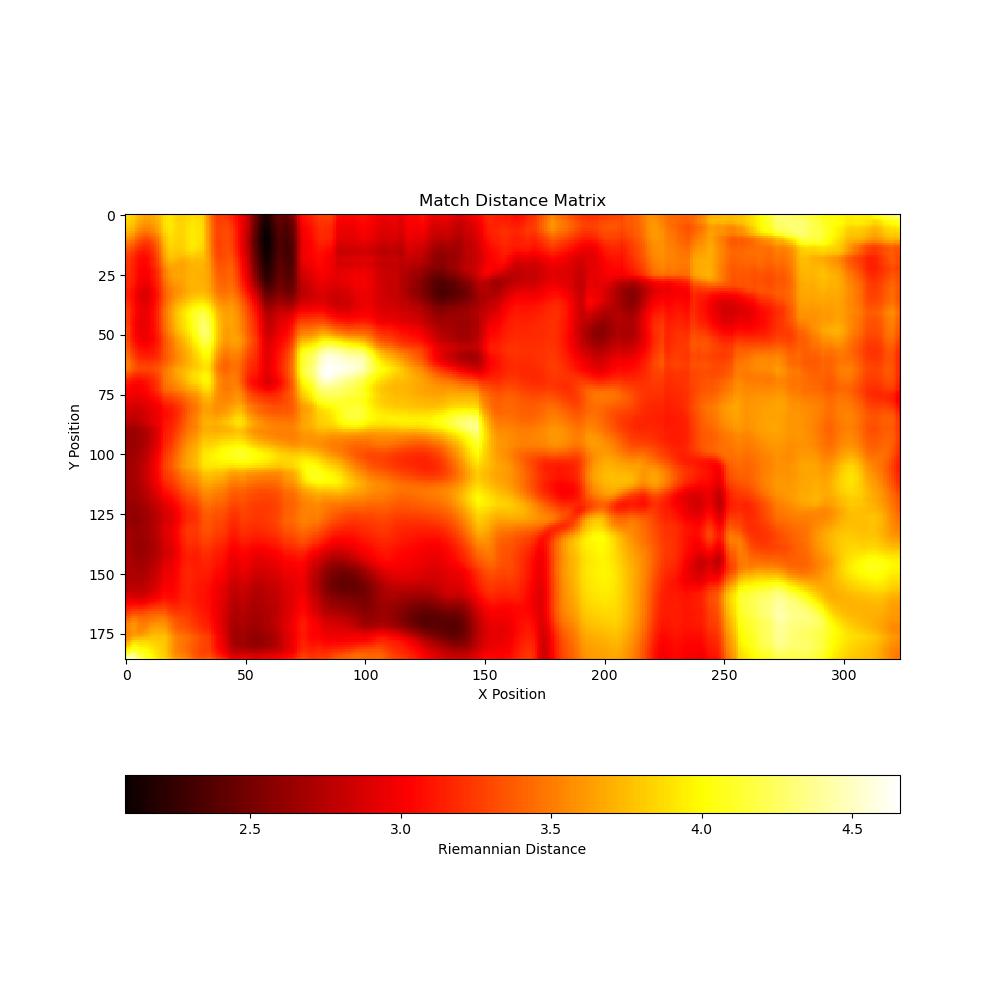 Match Distance Matrix
0
25
50
75
100
125
150
175
Y Position
0 50 100 150 200 250 300
X Position
2.5 3.0 3.5 4.0 4.5
Riemannian Distance